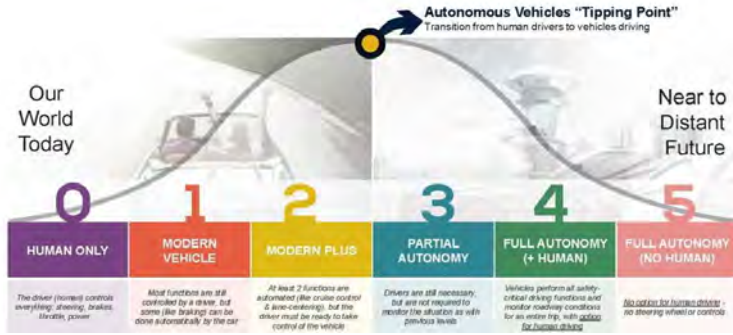 Autonomous Vehicles “Tipping Point”
Transition from human drivers to vehicles driving
Our
World
Today
Near to
Distant
Future
0
1
2
3
4
5
HUMAN ONLY
MODERN
VEHICLE
MODERN PLUS
PARTIAL
AUTONOMY
FULL AUTONOMY
(+ HUMAN)
FULL AUTONOMY
(NO HUMAN)
The driver (human) controls
everything: steering, brakes,
throttle, power
Most functions are still
controlled by a driver, but
some (like braking) can be
done automatically by the car
At least 2 functions are
automated (like cruise control
& lane-centering), but the
driver must be ready to take
control of the vehicle
Drivers are still necessary,
but are not required to
monitor the situation as with
previous levels
Vehicles perform all safety-
critical driving functions and
monitor roadway conditions
for an entire trip, with option
for human driving
No option for human driving -
no steering wheel or controls